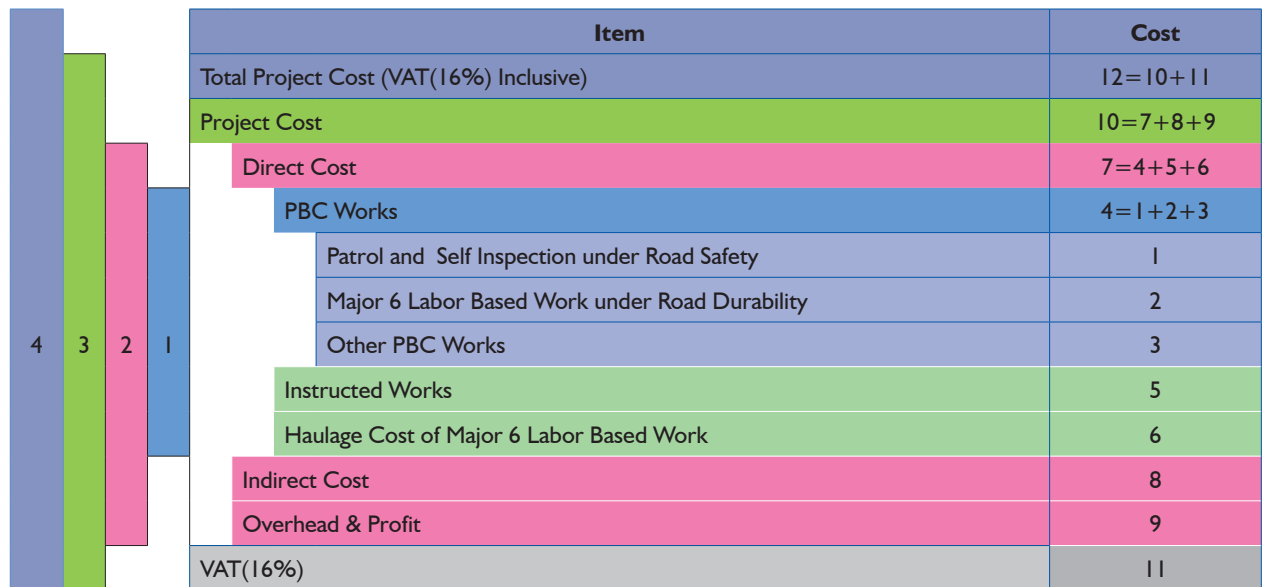 Item Cost
Total Project Cost (VAT(16%) Inclusive) 12=10+11
Project Cost 10=7+8+9
Direct Cost 7=4+5+6
PBC Works 4=1+2+3
Patrol and Self Inspection under Road Safety 1
Major 6 Labor Based Work under Road Durability 2
4 3 2 1 Other PBC Works 3
Instructed Works 5
Haulage Cost of Major 6 Labor Based Work 6
Indirect Cost 8
Overhead & Profit 9
VAT(16%) 11